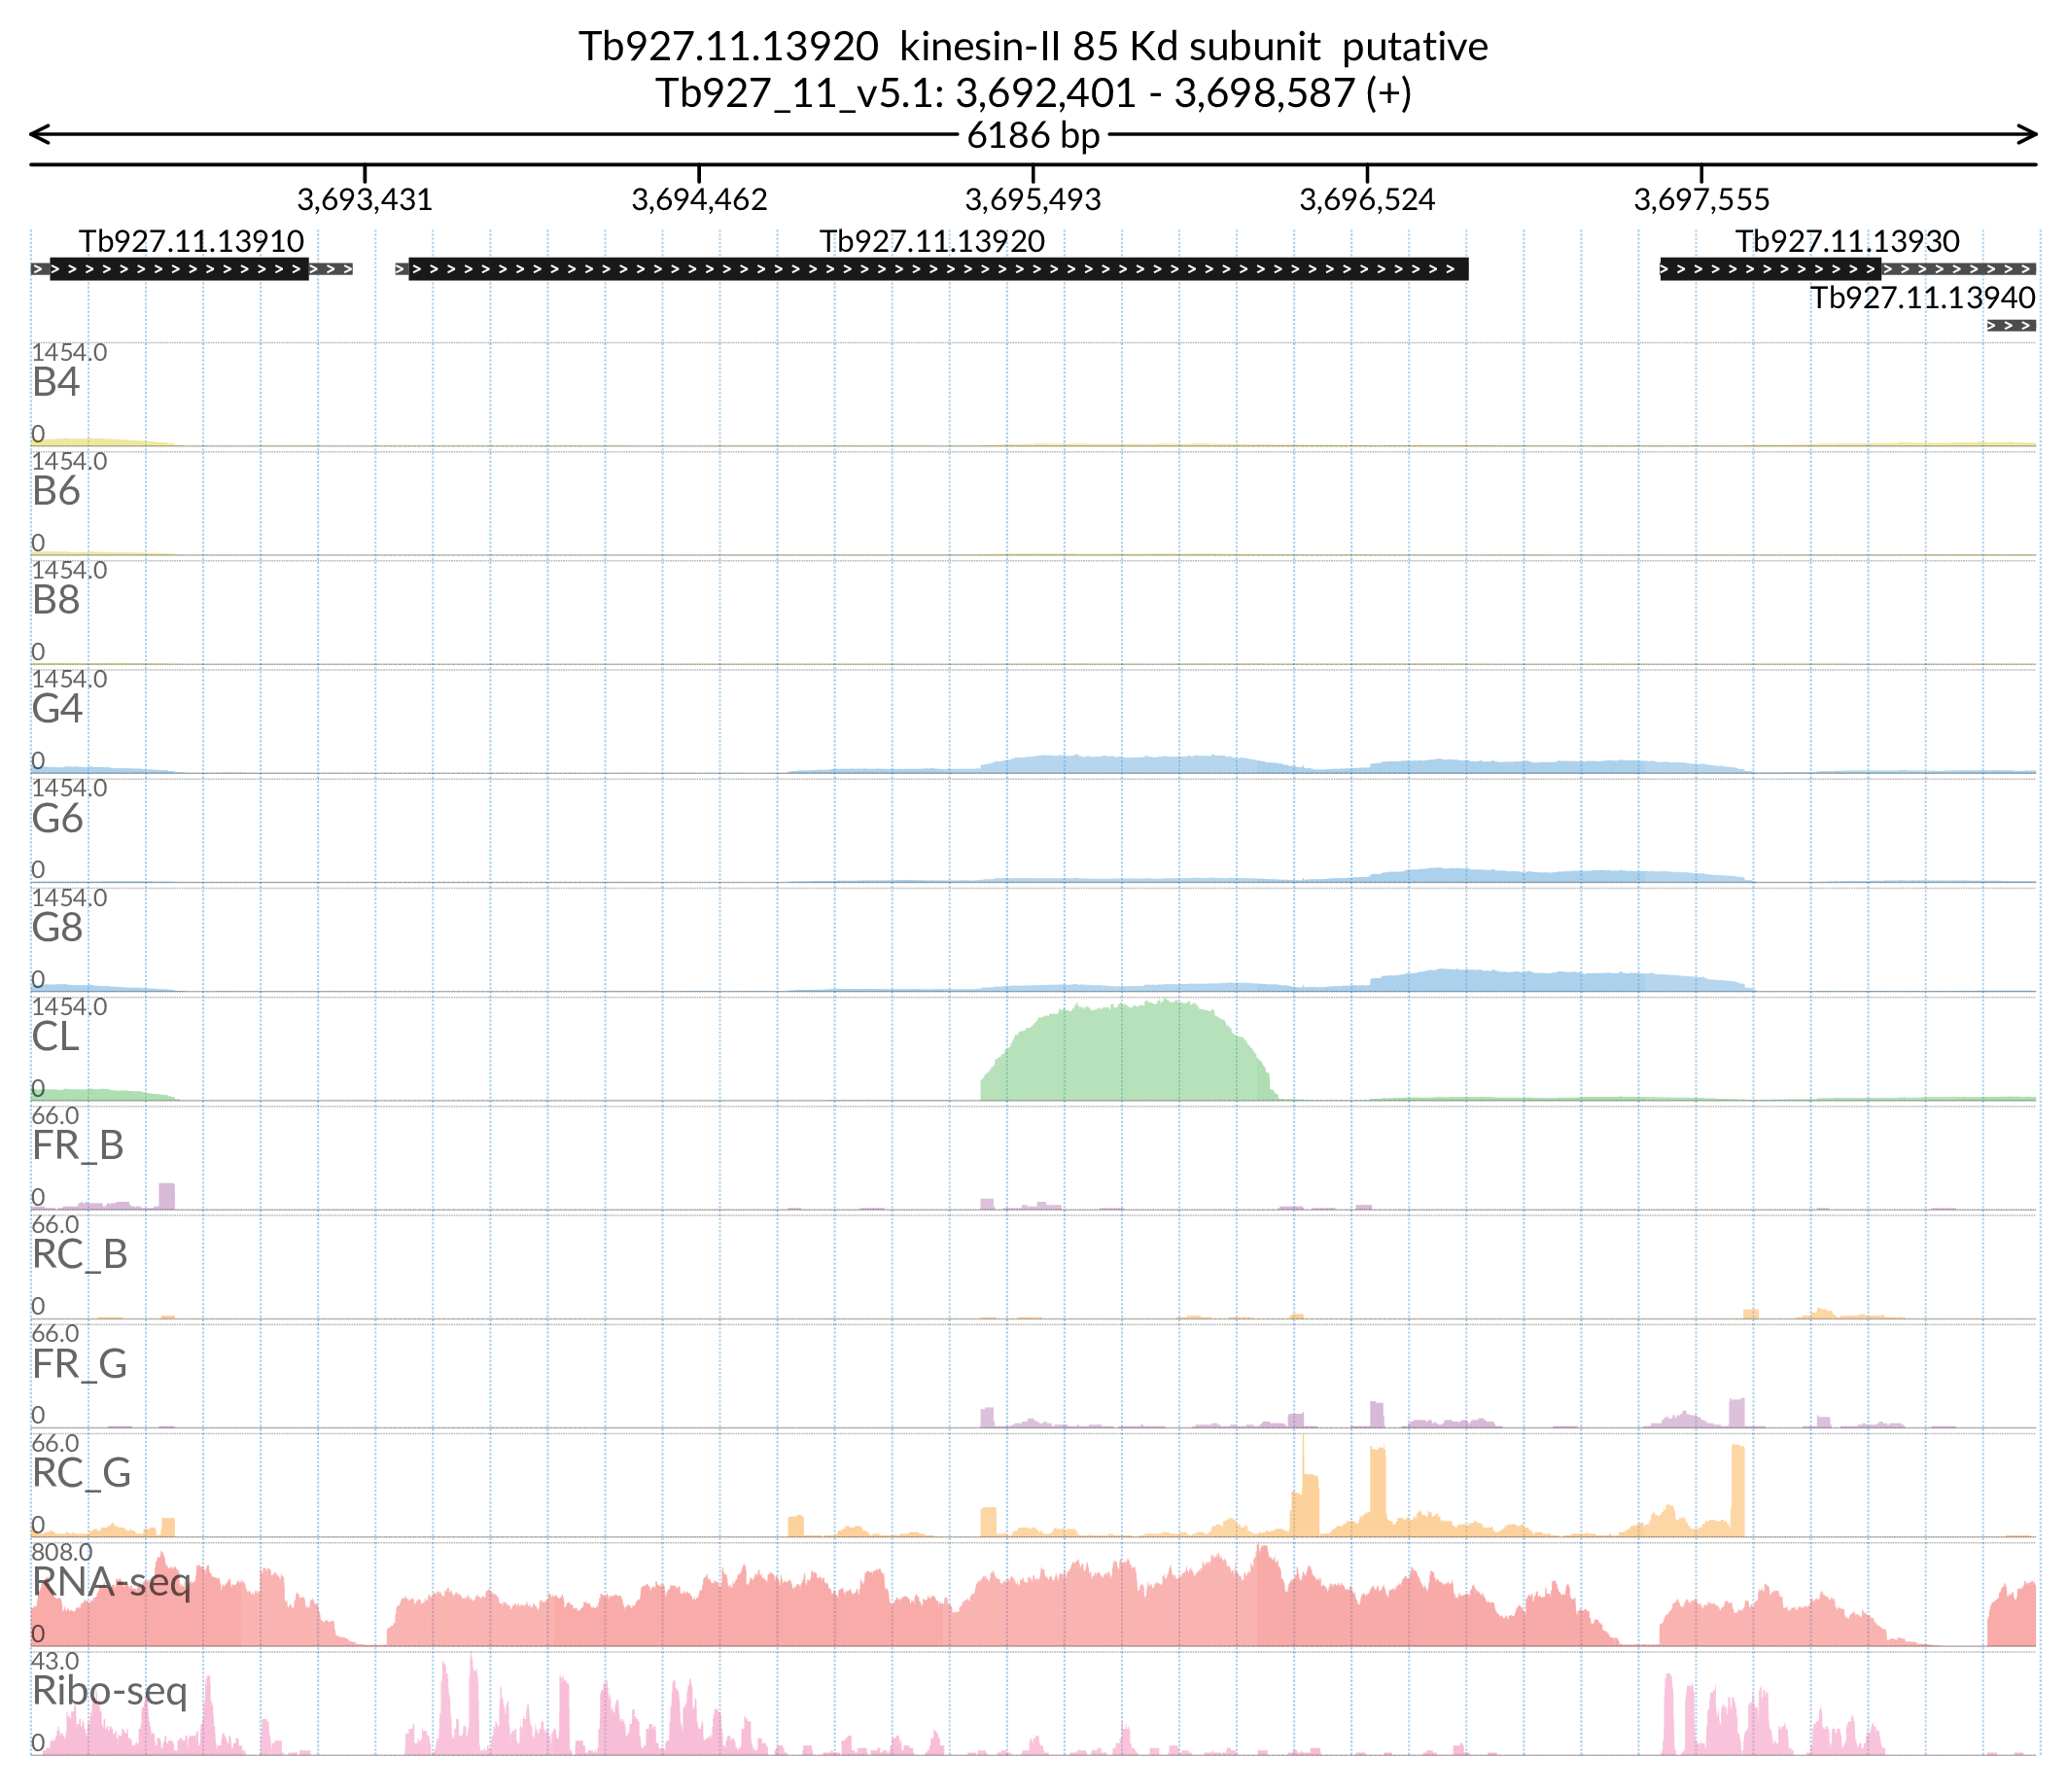 Tb927.11.13920 kinesin-II 85 Kd subunit putative
Tb927_11_v5.1: 3,692,401 - 3,698,587 (+)
6186 bp
3,693,431 3,694,462 3,695,493 3,696,524 3,697,555
Tb927.11.13910 Tb927.11.13920 Tb927.11.13930
Tb927.11.13940
1454.0
B4
0
1454.0
B6
0
1454.0
B8
0
1454.0
G4
0
1454.0
G6
0
1454.0
G8
0
1454.0
CL
0
66.0
FR_B
0
66.0
RC_B
0
66.0
FR_G
0
66.0
RC_G
0
808.0
RNA-seq
0
43.0
Ribo-seq
0